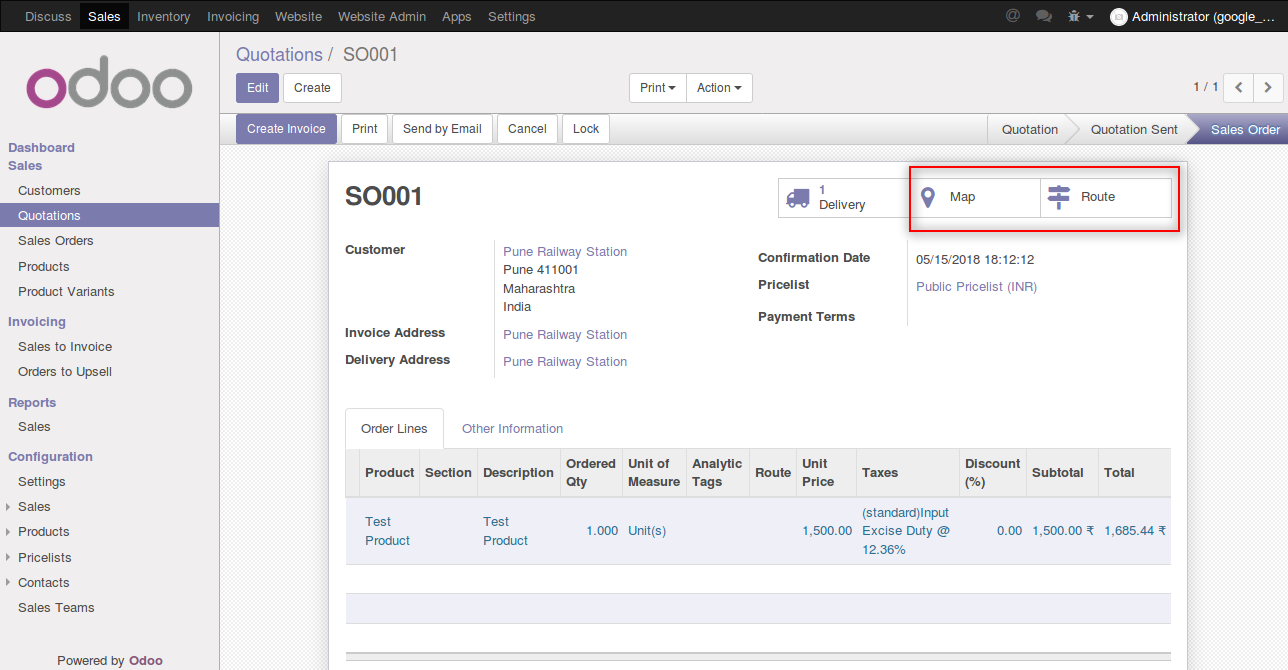 Discuss Sales Inventory Invoicing Website Website Admin Apps Settings @ Administrator (google_...
odoo
Dashboard
Sales
Customers
Quotations
Sales Orders
Products
Product Variants
Invoicing
Sales to Invoice
Orders to Upsell
Reports
Sales
Configuration
Settings
Sales
Products
Pricelists
Contacts
Sales Teams
Powered by Odoo
Quotations / SO001
Edit Create Print Action 1 / 1
Create Invoice Print Send by Email Cancel Lock Quotation Quotation Sent Sales Order
SO001
1
Delivery
Map
Route
Customer
Pune Railway Station
Pune 411001
Maharashtra
India
Invoice Address Pune Railway Station
Delivery Address Pune Railway Station
Confirmation Date 05/15/2018 18:12:12
Pricelist Public Pricelist (INR)
Payment Terms
Order Lines Other Information
Product Section Description Ordered Qty Unit of Measure Analytic Tags Route Unit Price Taxes Discount (%) Subtotal Total
Test Product Test Product 1.000 Unit(s) 1,500.00 (standard)Input Excise Duty @ 12.36% 0.00 1,500.00 ₹ 1,685.44 ₹